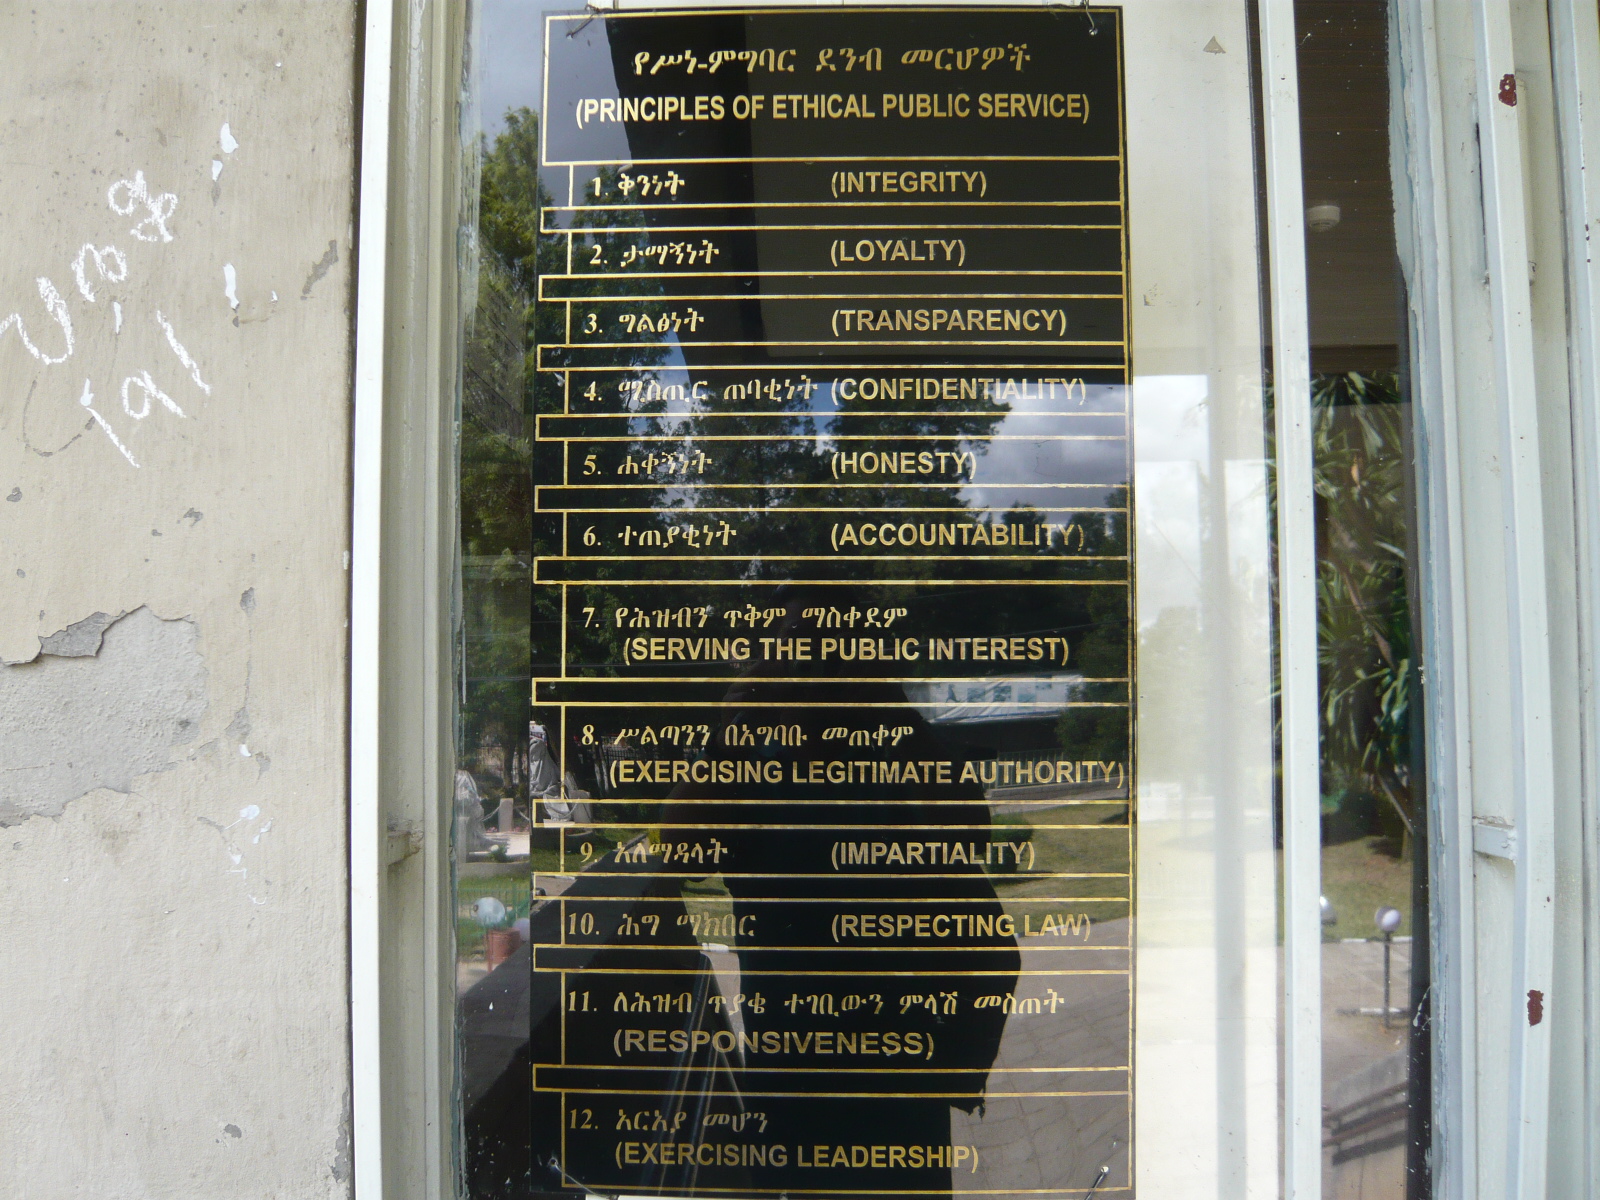 የሥነ-ምግባር ደንብ መርሆዎች
(PRINCIPLES OF ETHICAL PUBLIC SERVICE)
1. ቅንነት (INTEGRITY)
2. ታማኝነት (LOYALTY)
3. ግልፅነት (TRANSPARENCY)
4. ሚስጢር ጠባቂነት (CONFIDENTIALITY)
5. ሐቀኝነት (HONESTY)
6. ተጠያቂነት (ACCOUNTABILITY)
7. የሕዝብን ጥቅም ማስቀደም
(SERVING THE PUBLIC INTEREST)
8. ሥልጣንን በአግባቡ መጠቀም
(EXERCISING LEGITIMATE AUTHORITY)
9. አለማዳላት (IMPARTIALITY)
10. ሕግ ማክበር (RESPECTING LAW)
11. ለሕዝብ ጥያቄ ተገቢውን ምላሽ መስጠት
(RESPONSIVENESS)
12. አርአያ መሆን
(EXERCISING LEADERSHIP)